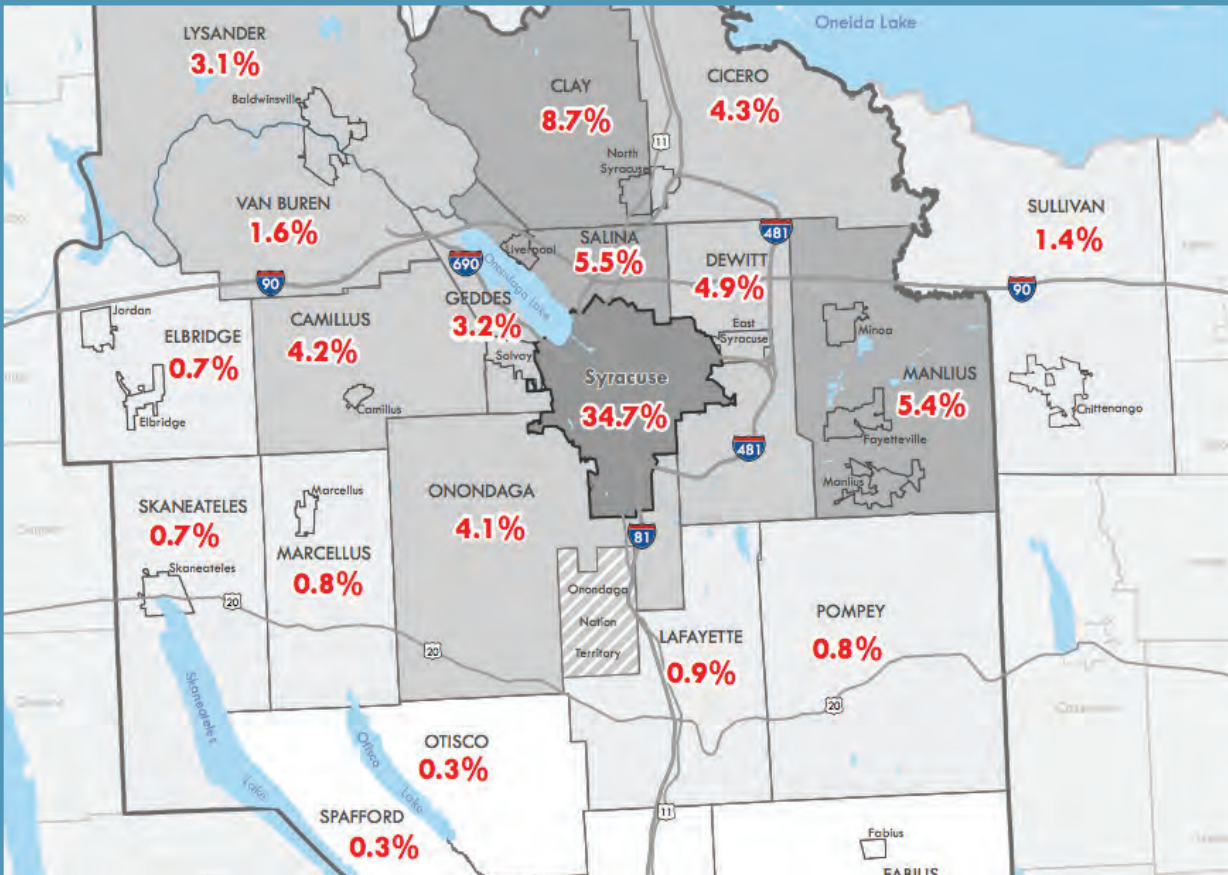 Oneida Lake
LYSANDER
3.1%
Baldwinsville
CLAY
8.7%
CICERO
4.3%
11
North
Syracuse
VAN BUREN
1.6%
SULLIVAN
1.4%
481
Liverpool
SALINA
5.5%
DEWITT
4.9%
690
90
90
Onondaga Lake
GEDDES
3.2%
Jordan
ELBRIDGE
0.7%
CAMILLUS
4.2%
Solvay
East
Syracuse
Minoa
Syracuse
34.7%
MANLIUS
5.4%
Camillus
Elbridge
Chittenango
Fayetteville
481
Manlius
SKANEATELES
0.7%
Marcellus
MARCELLUS
0.8%
ONONDAGA
4.1%
81
Skaneateles
20
Onondaga
Nation
Territory
LAFAYETTE
0.9%
POMPEY
0.8%
20
20
Skaneateles
Lake
Otisco
Lake
OTISCO
0.3%
SPAFFORD
0.3%
11
Fabius
FABIUS